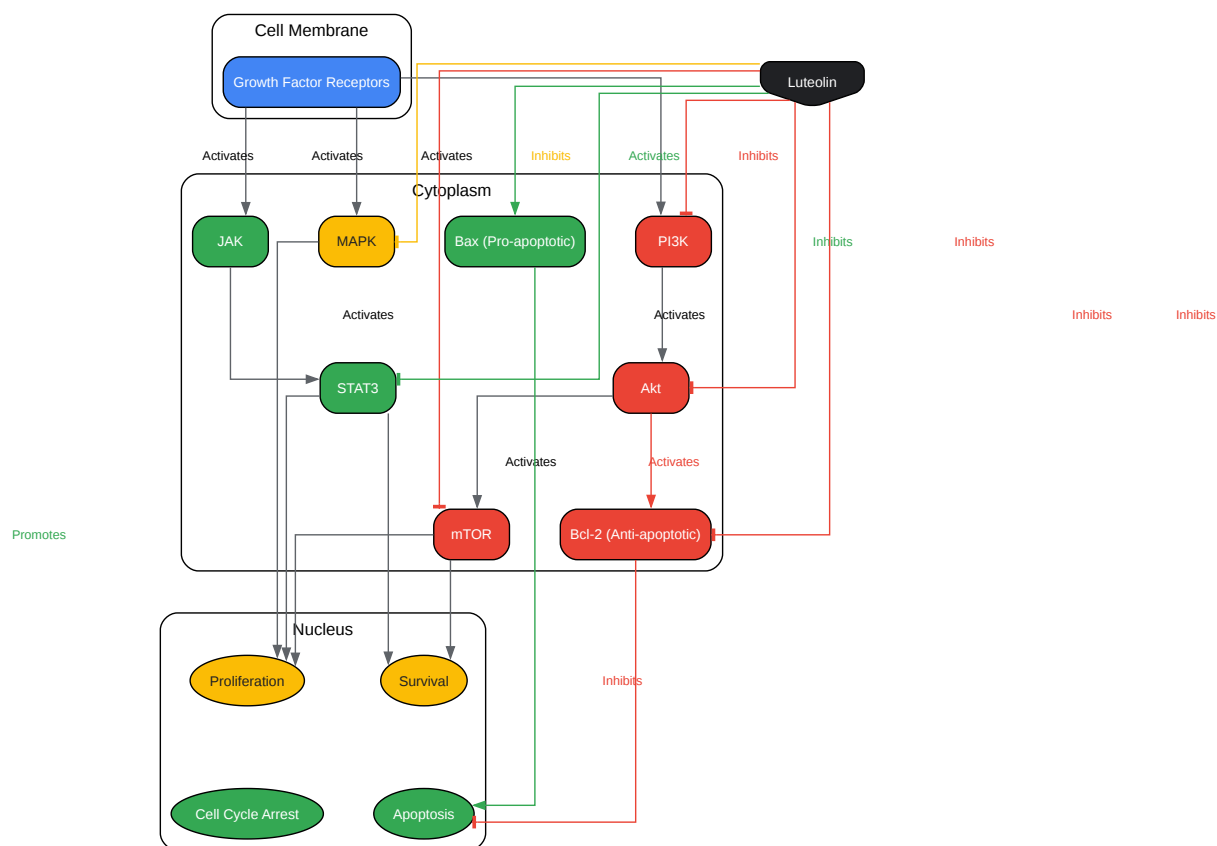 Cell Membrane
Growth Factor Receptors
Luteolin
Activates
Activates
Activates
Inhibits
Activates
Inhibits
Cytoplasm
JAK
MAPK
Bax (Pro-apoptotic)
PI3K
Inhibits
Inhibits
Activates
Activates
Inhibits
Inhibits
STAT3
Akt
Activates
Activates
Promotes
mTOR
Bcl-2 (Anti-apoptotic)
Nucleus
Proliferation
Survival
Inhibits
Cell Cycle Arrest
Apoptosis